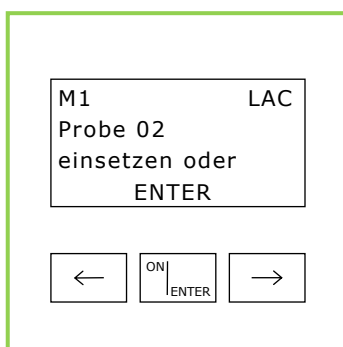 M1 LAC
Probe 02
einsetzen oder
ENTER
← ON ENTER →